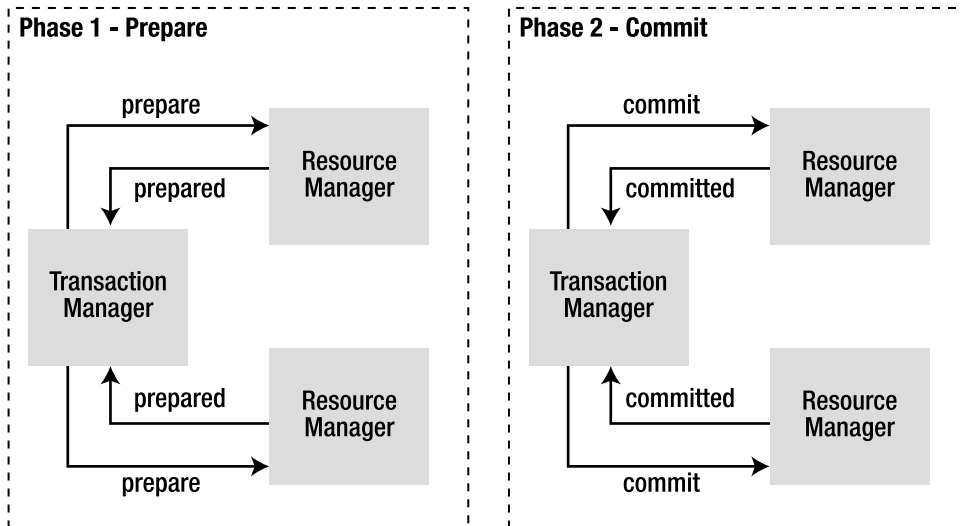 Phase 1 - Prepare
prepare
Resource
Manager
prepared
Transaction
Manager
prepared
Resource
Manager
prepare
Phase 2 - Commit
commit
Resource
Manager
committed
Transaction
Manager
committed
Resource
Manager
commit